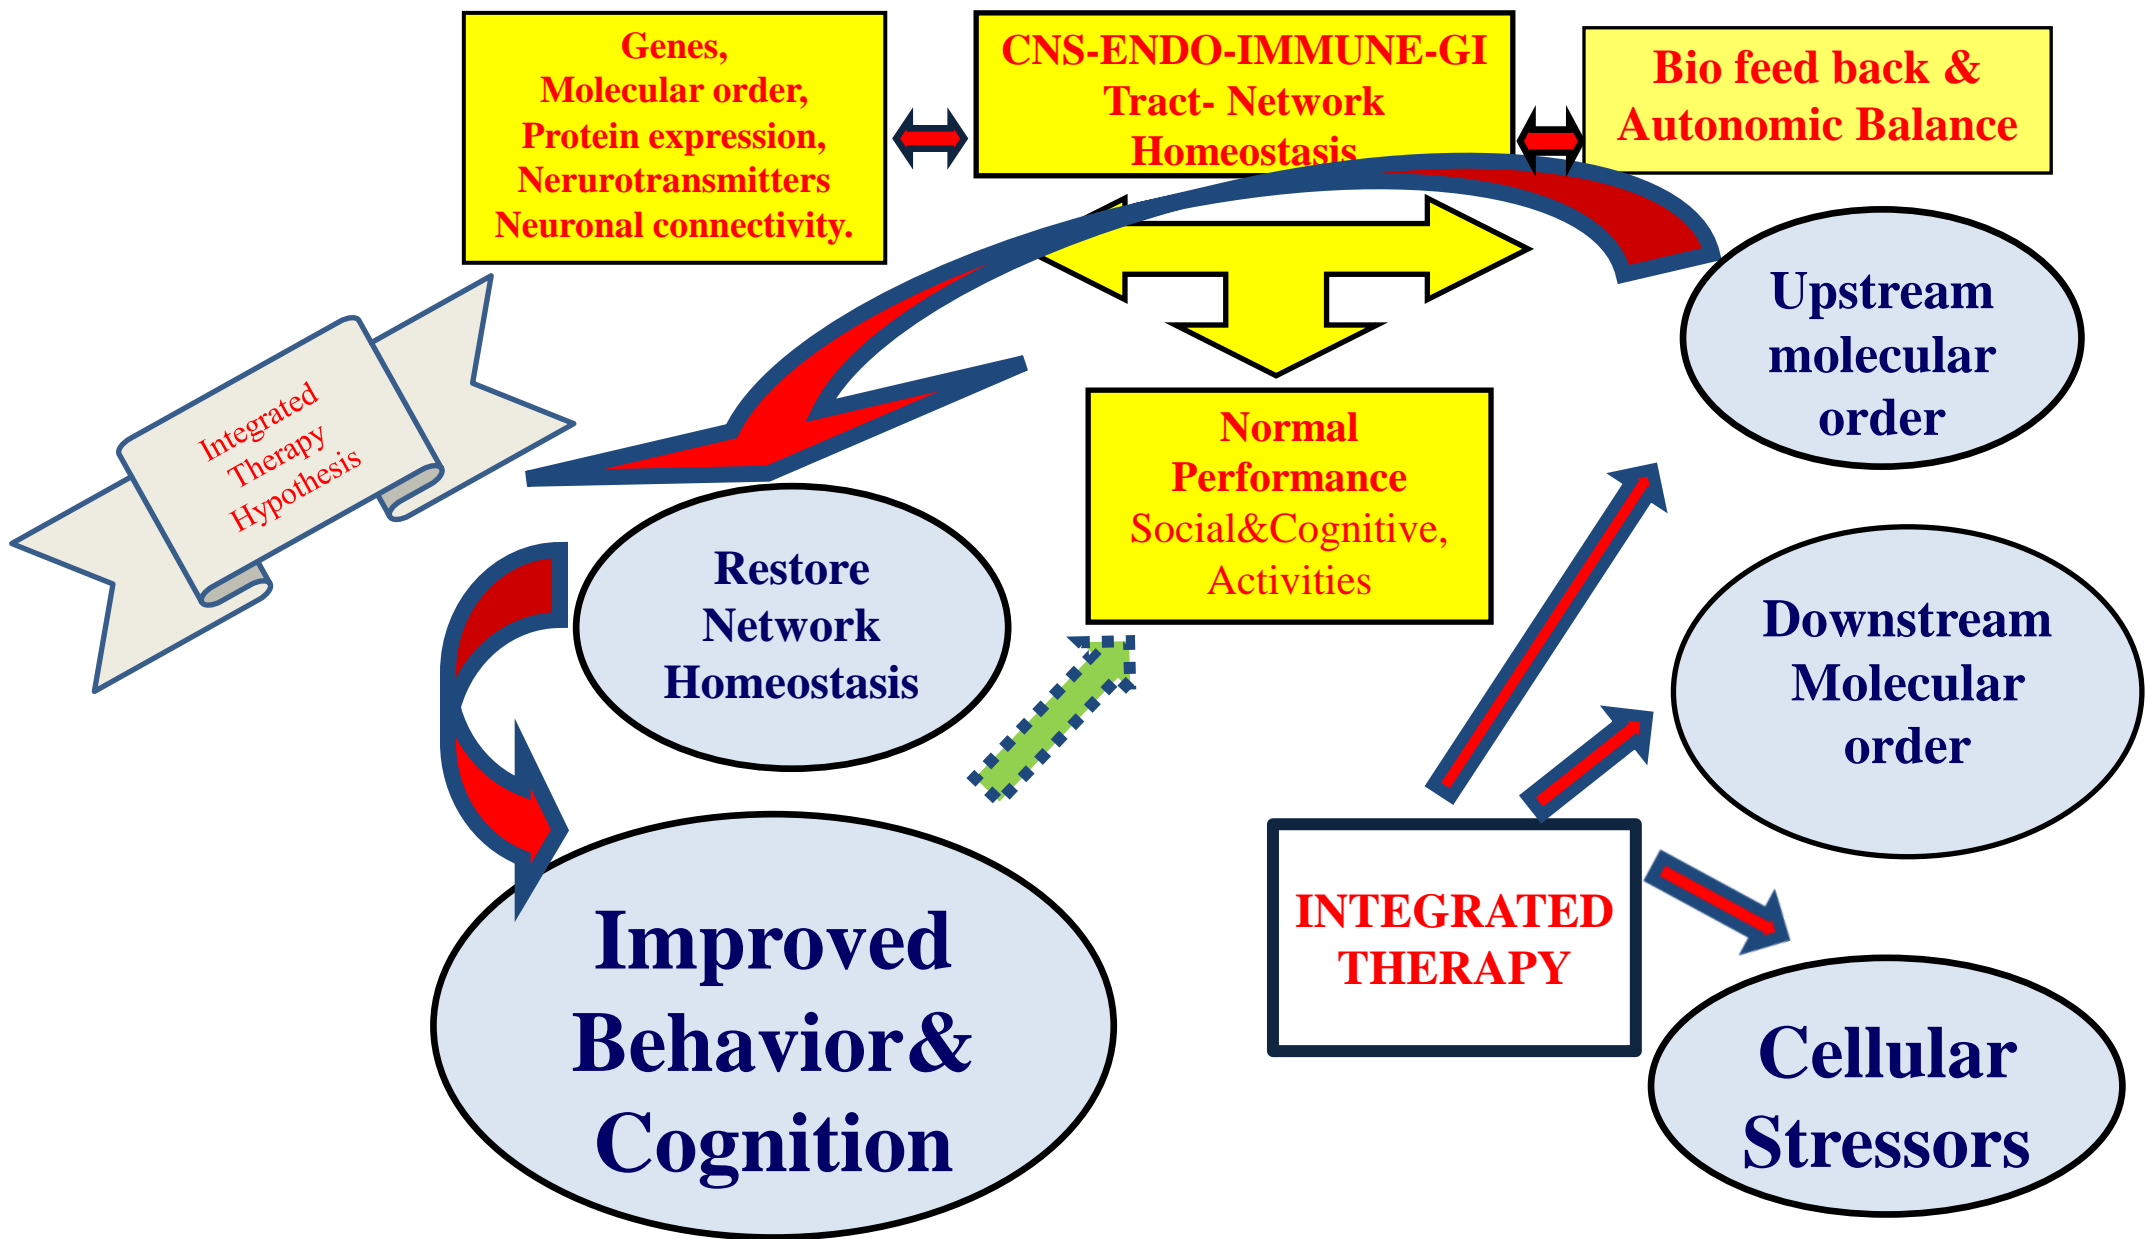 Genes,
Molecular order,
Protein expression,
Nerurotransmitters
Neuronal connectivity.
CNS-ENDO-IMMUNE-GI
Tract- Network
Homeostasis
Bio feed back &
Autonomic Balance
Integrated
Therapy
Hypothesis
Normal
Performance
Social&Cognitive,
Activities
Upstream
molecular
order
Restore
Network
Homeostasis
Downstream
Molecular
order
INTEGRATED
THERAPY
Improved
Behavior&
Cognition
Cellular
Stressors